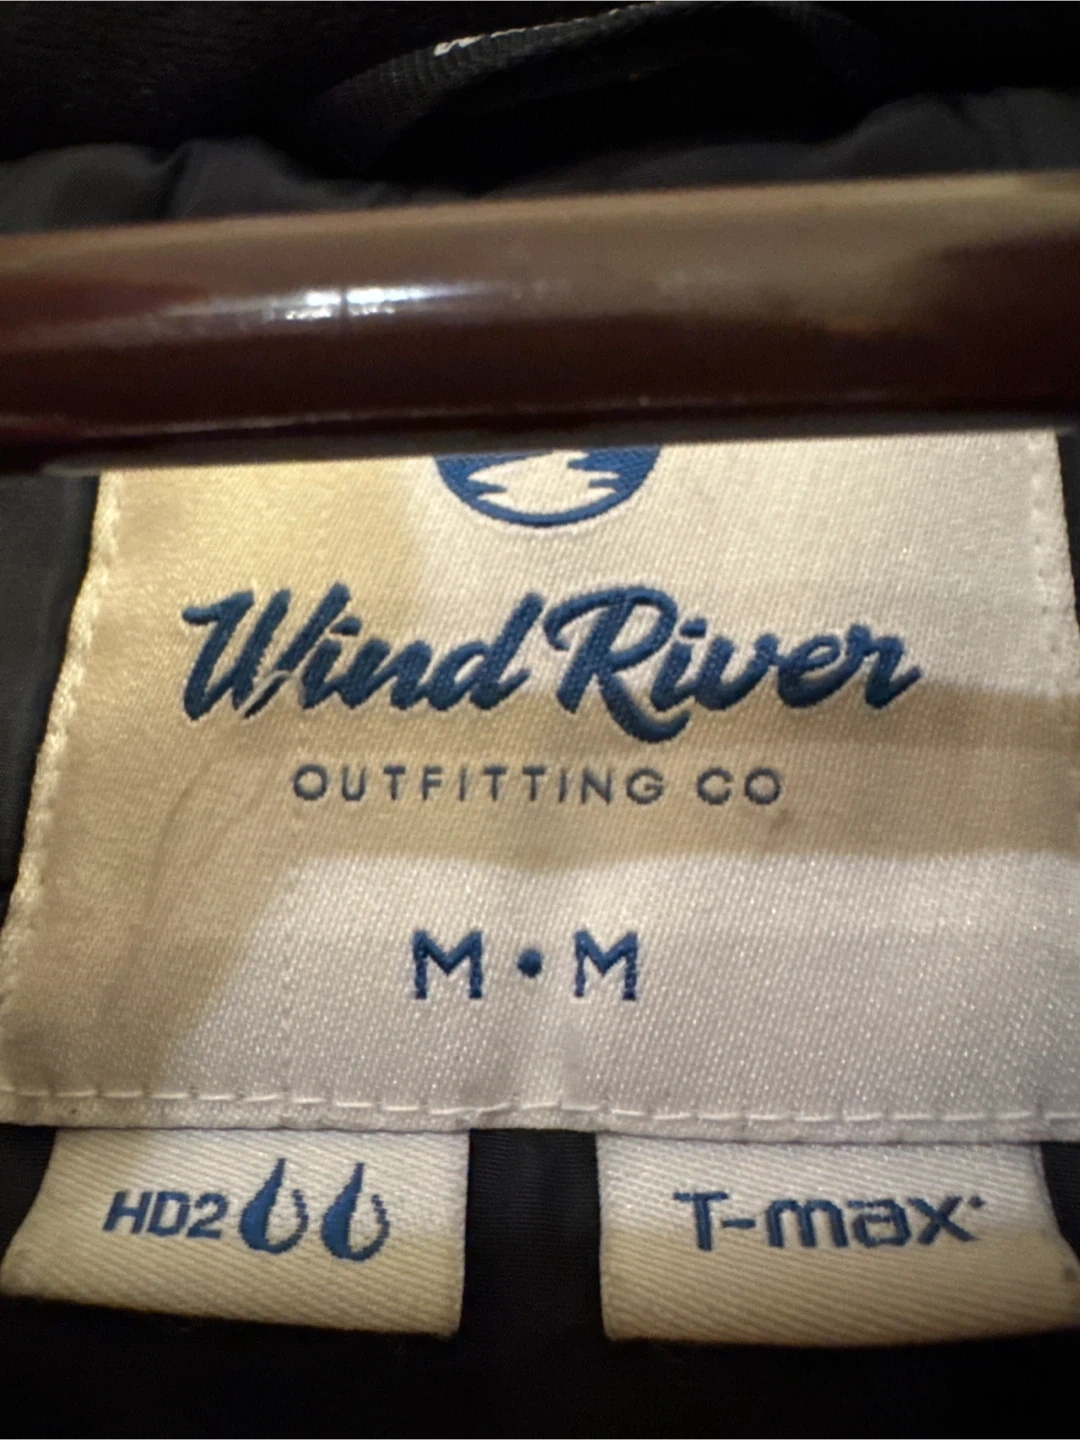 Wind River
OUTFITTING CO
M • M
HD2
T-max